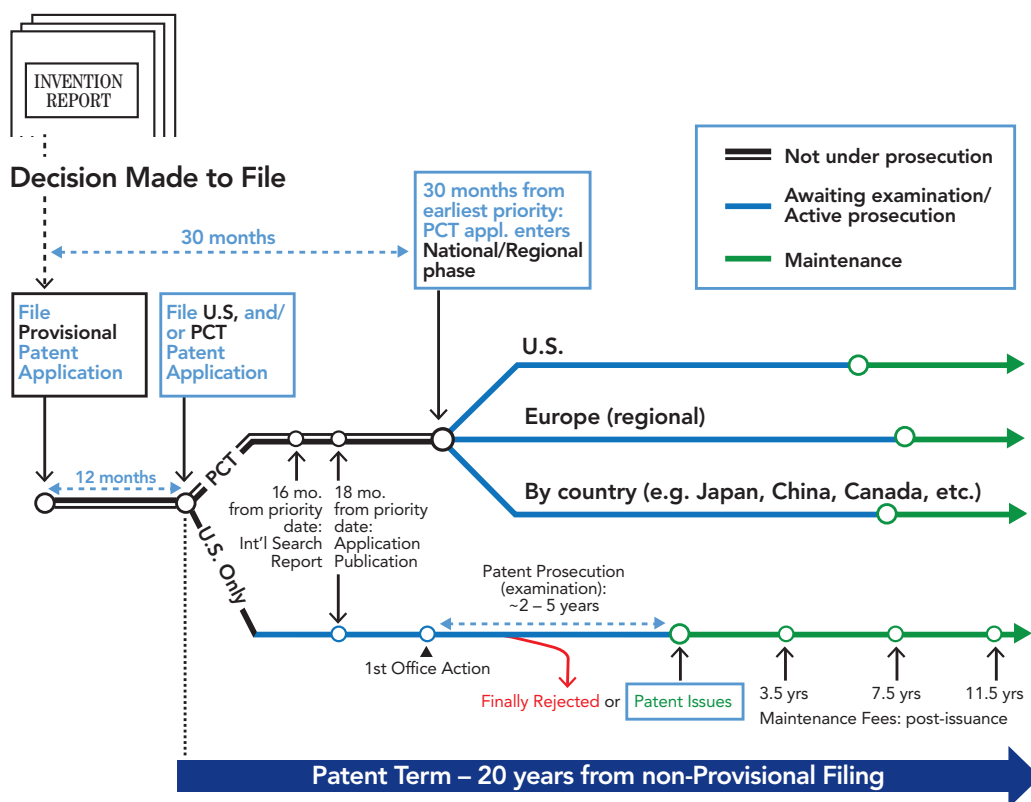 INVENTION
REPORT
Decision Made to File
30 months
30 months from
earliest priority:
PCT appl. enters
National/Regional
phase
Not under prosecution
Awaiting examination/
Active prosecution
Maintenance
File
Provisional
Patent
Application
File U.S, and/
or PCT
Patent
Application
U.S.
Europe (regional)
By country (e.g. Japan, China, Canada, etc.)
12 months
PCT
U.S. Only
16 mo.
from priority
date:
Int'l Search
Report
18 mo.
from priority
date:
Application
Publication
Patent Prosecution
(examination):
~2 – 5 years
1st Office Action
Finally Rejected or
Patent Issues
3.5 yrs
7.5 yrs
11.5 yrs
Maintenance Fees: post-issuance
Patent Term – 20 years from non-Provisional Filing